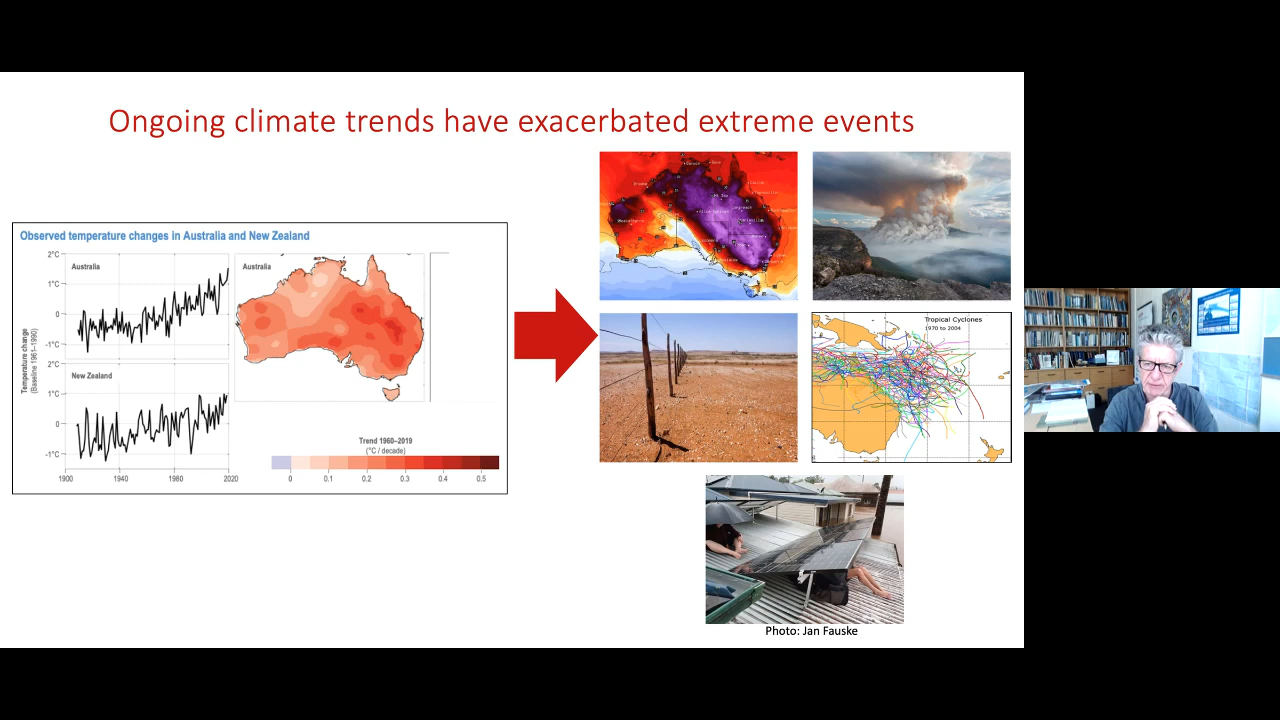 Ongoing climate trends have exacerbated extreme events
Observed temperature changes in Australia and New Zealand
Temperature change
(Baseline 1961–1990)
2°C
1°C
0
-1°C
Australia
2°C
1°C
0
-1°C
New Zealand
1900
1940
1980
2020
Australia
Trend 1960–2019
(°C / decade)
0
0.1
0.2
0.3
0.4
0.5
Tropical Cyclones
1970 to 2004
Photo: Jan Fauske